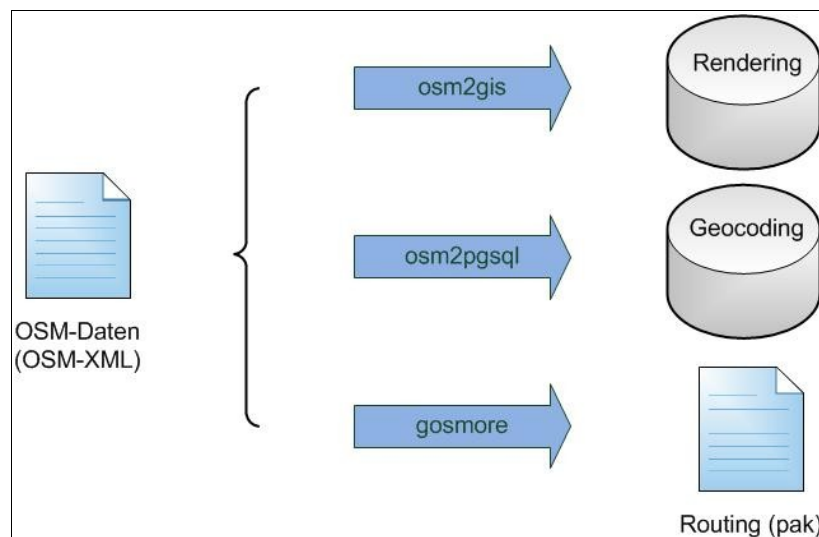 osm2gis
Rendering
osm2pgsql
Geocoding
OSM-Daten
(OSM-XML)
gosmore
Routing (pak)